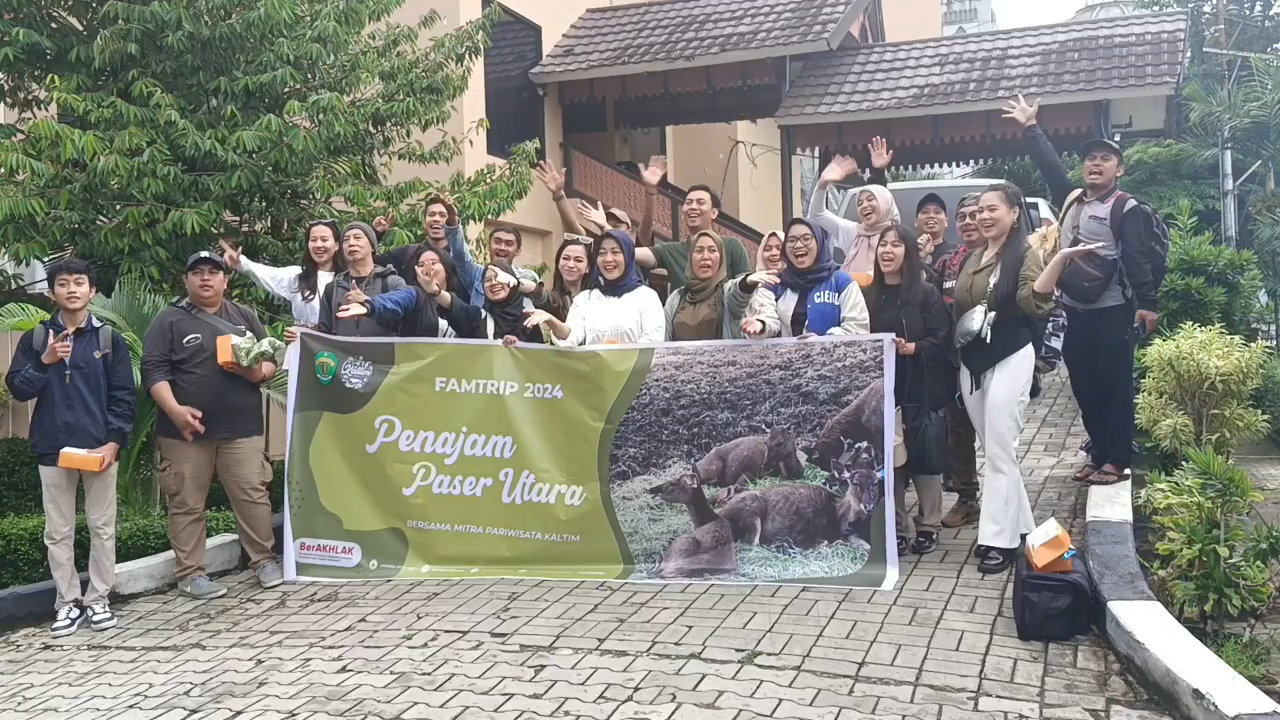 FAMTRIP 2024
Penajam
Paser Utara
BERSAMA MITRA PARIWISATA KALTIM
BerAKHLAK